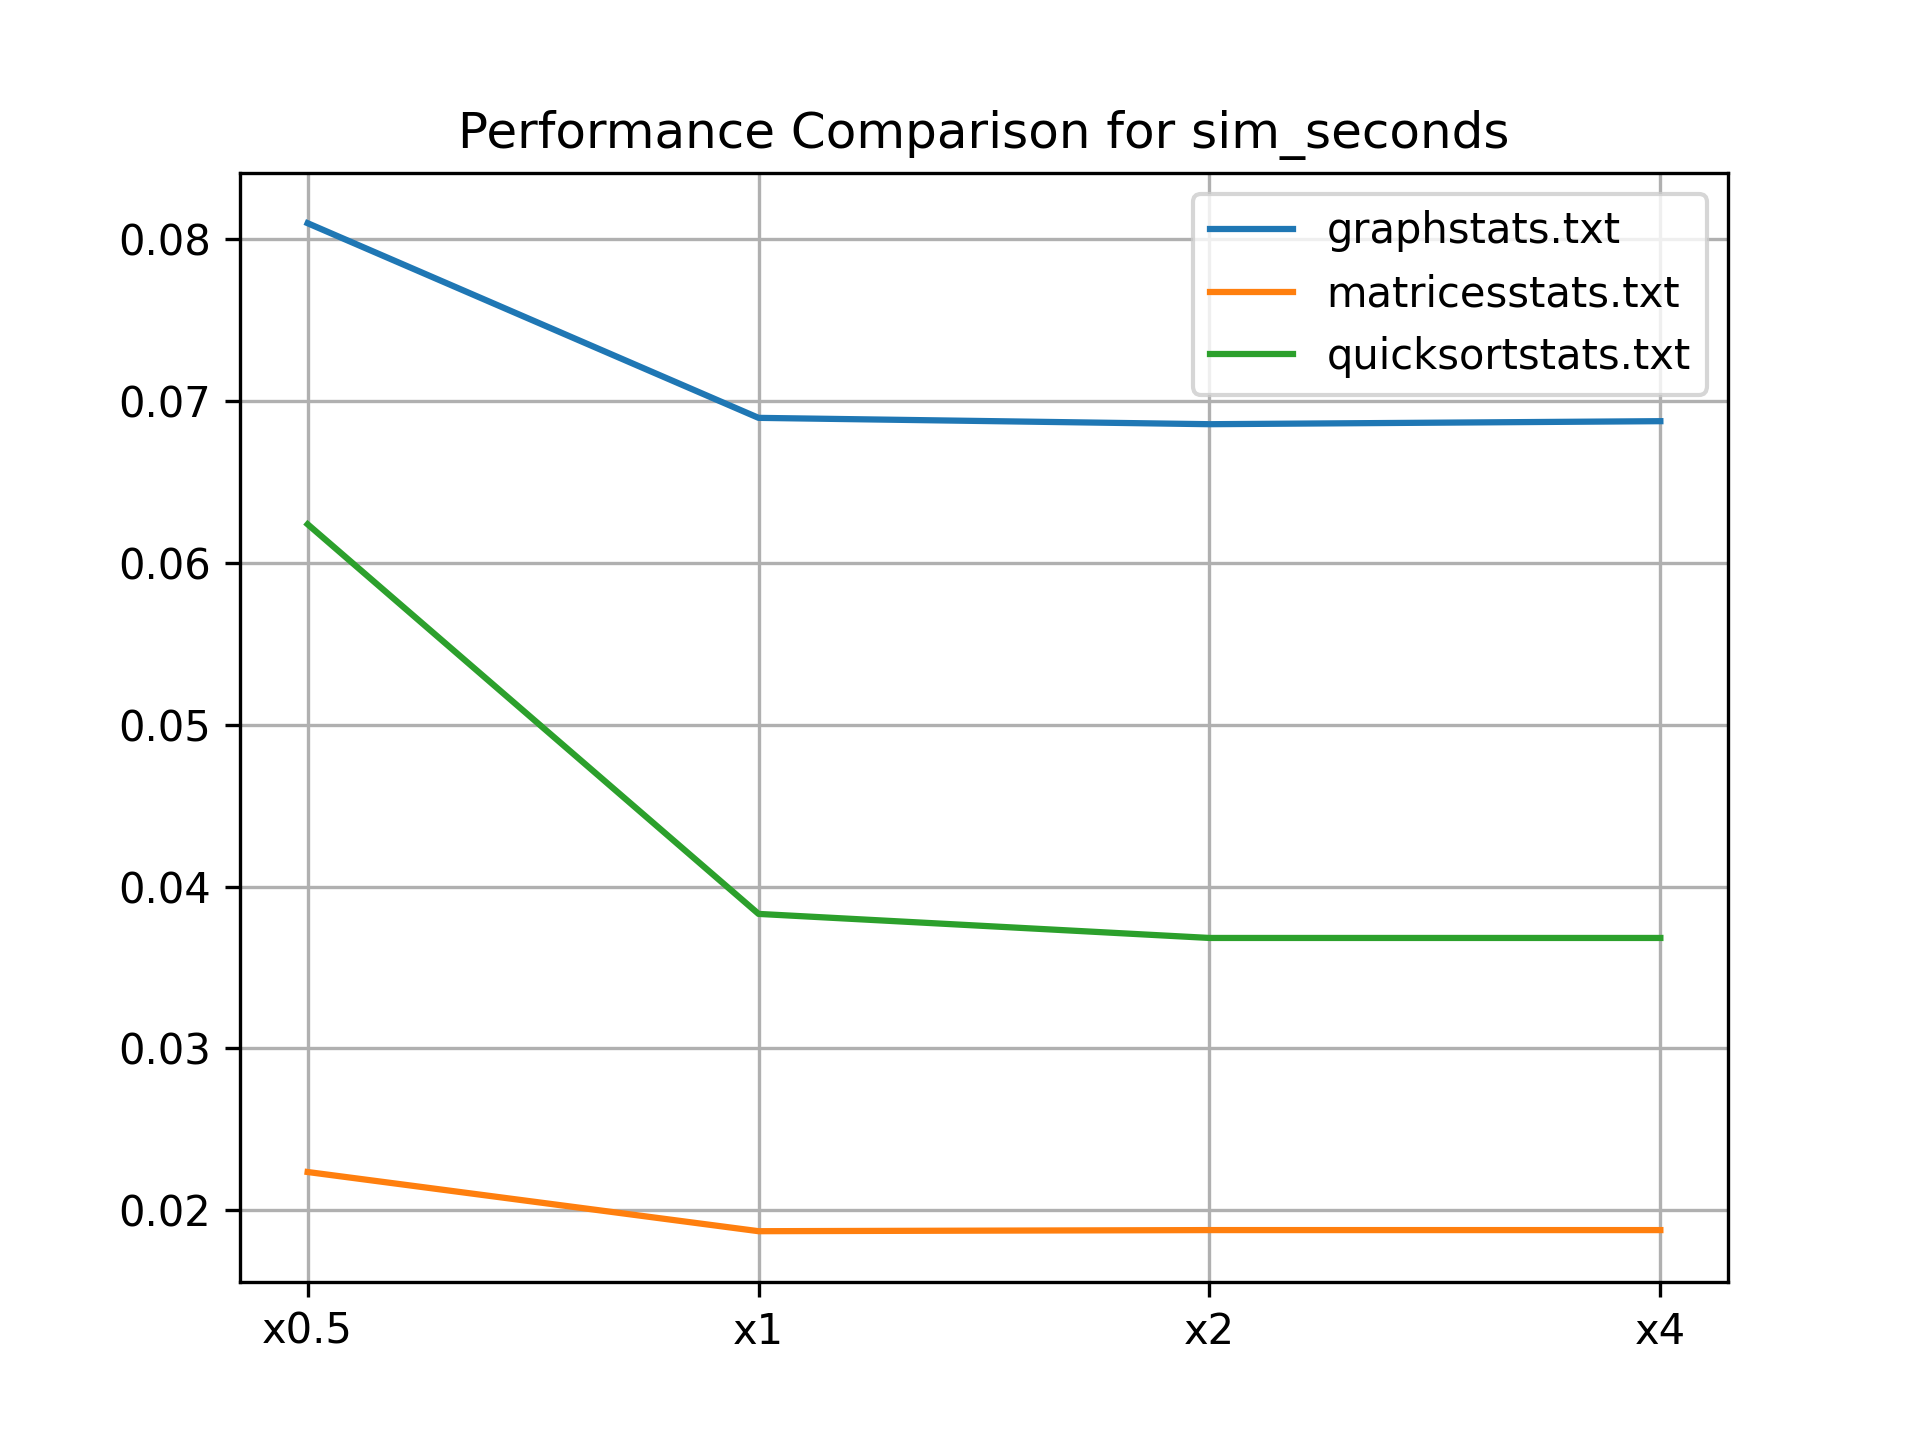 Performance Comparison for sim_seconds
graphstats.txt
matricesstats.txt
quicksortstats.txt
0.08
0.07
0.06
0.05
0.04
0.03
0.02
x0.5 x1 x2 x4